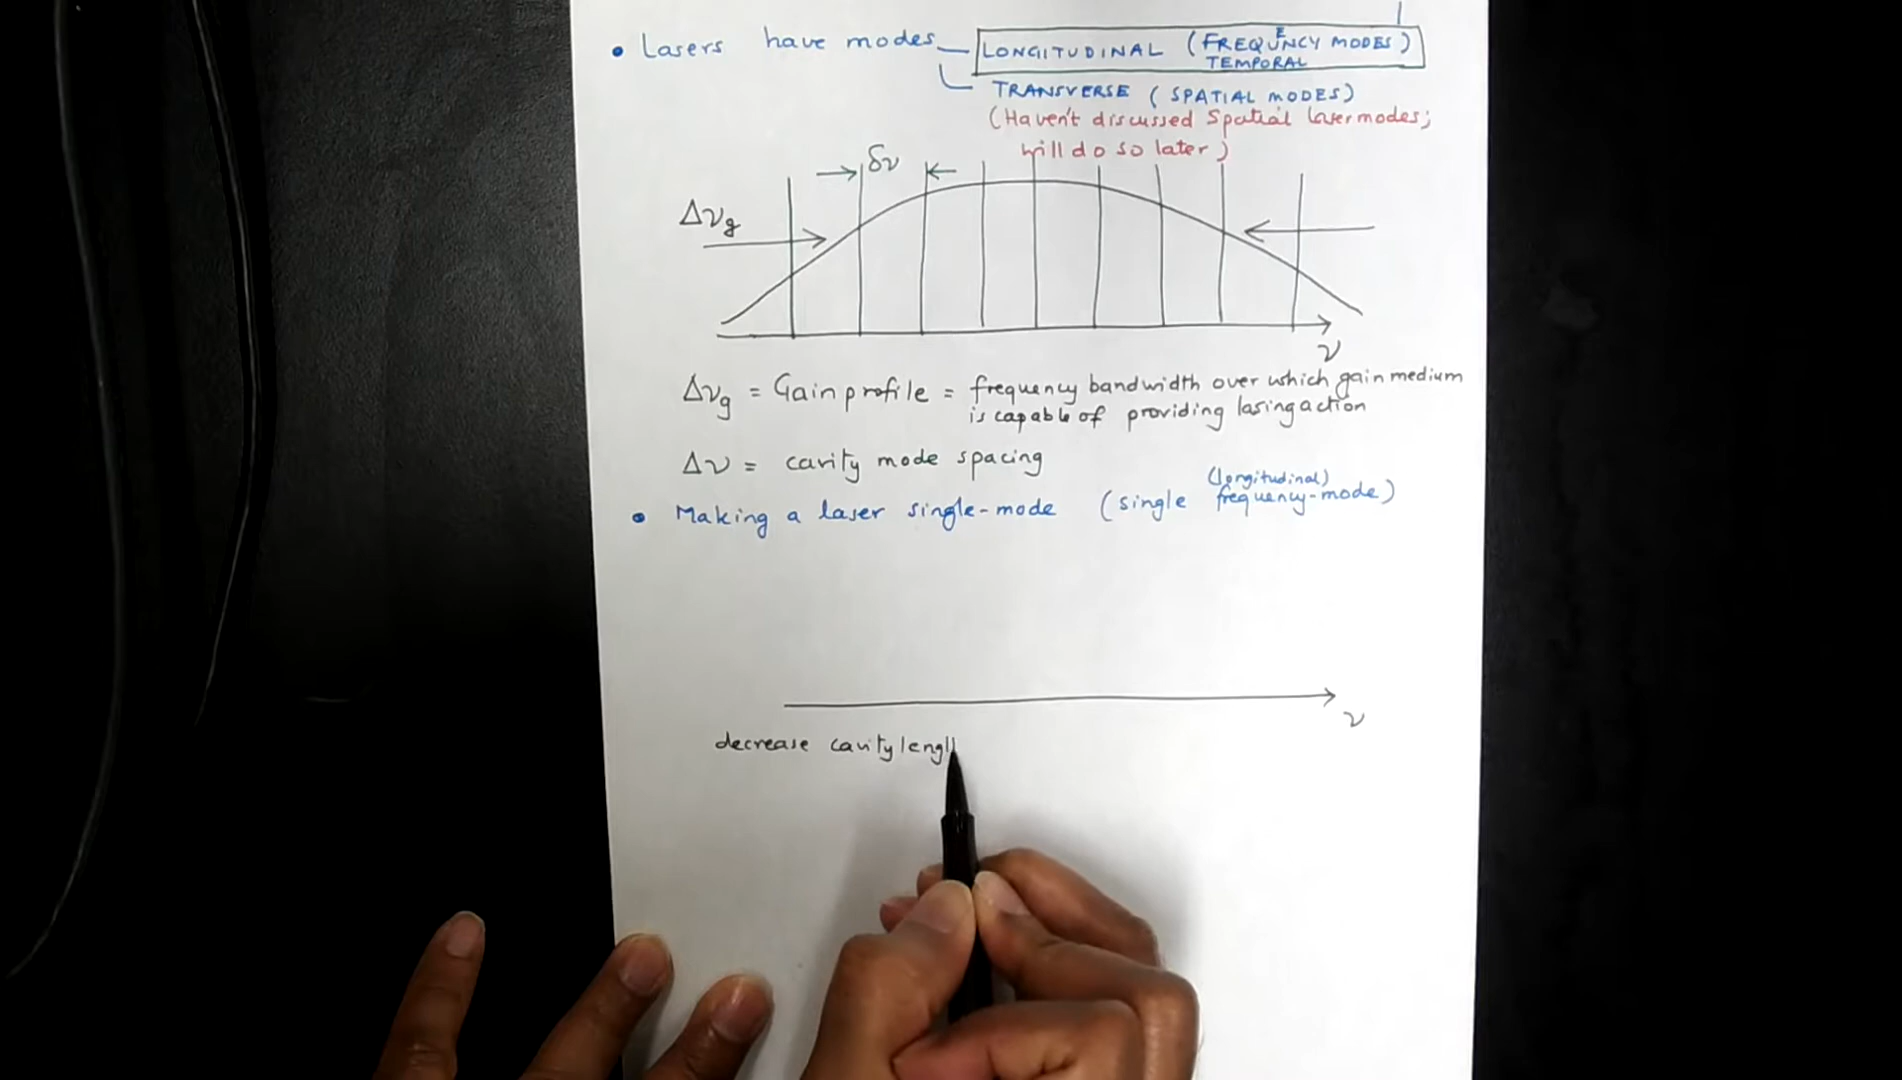 • Lasers have modes LONGITUDINAL (FREQUENCY MODES)
TEMPORAL
TRANSVERSE (SPATIAL MODES)
(Haven't discussed Spatial laser modes;
will do so later)
δν
Δνg
ν
Δνg = Gain profile = frequency bandwidth over which gain medium
is capable of providing lasing action
Δν = cavity mode spacing
(longitudinal)
• Making a laser single-mode (single frequency-mode)
ν
decrease cavity lengt